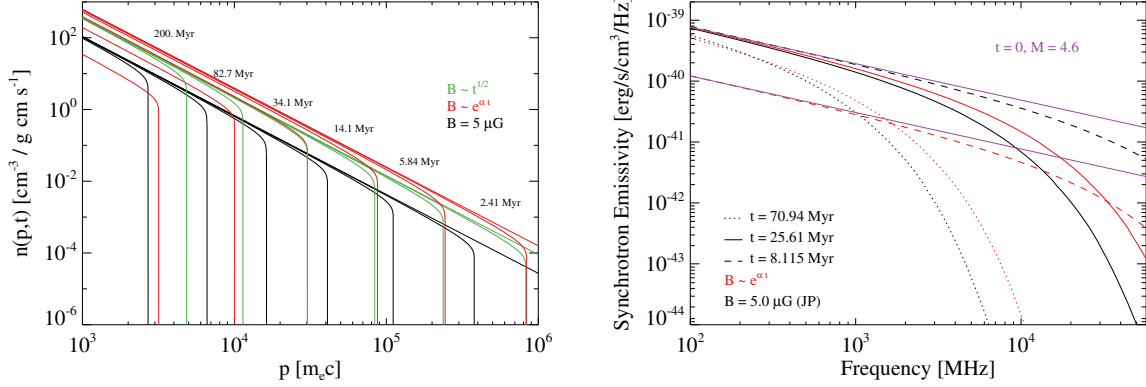 n(p,t) [cm⁻³ / g cm s⁻¹]
10²
10⁰
10⁻²
10⁻⁴
10⁻⁶
200. Myr
82.7 Myr
34.1 Myr
14.1 Myr
5.84 Myr
2.41 Myr
B ~ t^{1/2}
B ~ e^{αt}
B = 5 μG
10³ 10⁴ 10⁵ 10⁶
p [mₑc]
Synchrotron Emissivity [erg/s/cm³/Hz]
10⁻³⁹
10⁻⁴⁰
10⁻⁴¹
10⁻⁴²
10⁻⁴³
10⁻⁴⁴
t=0, M = 4.6
t = 70.94 Myr
t = 25.61 Myr
t = 8.115 Myr
B ~ e^{αt}
B = 5.0 μG (JP)
10² 10³ 10⁴
Frequency [MHz]